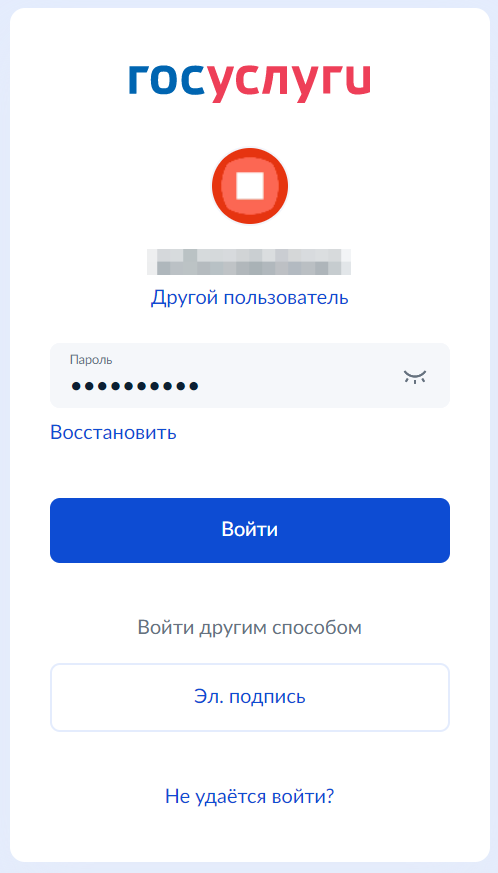 госуслуги
Другой пользователь
Пароль
••••••••••
Восстановить
Войти
Войти другим способом
Эл. подпись
Не удаётся войти?